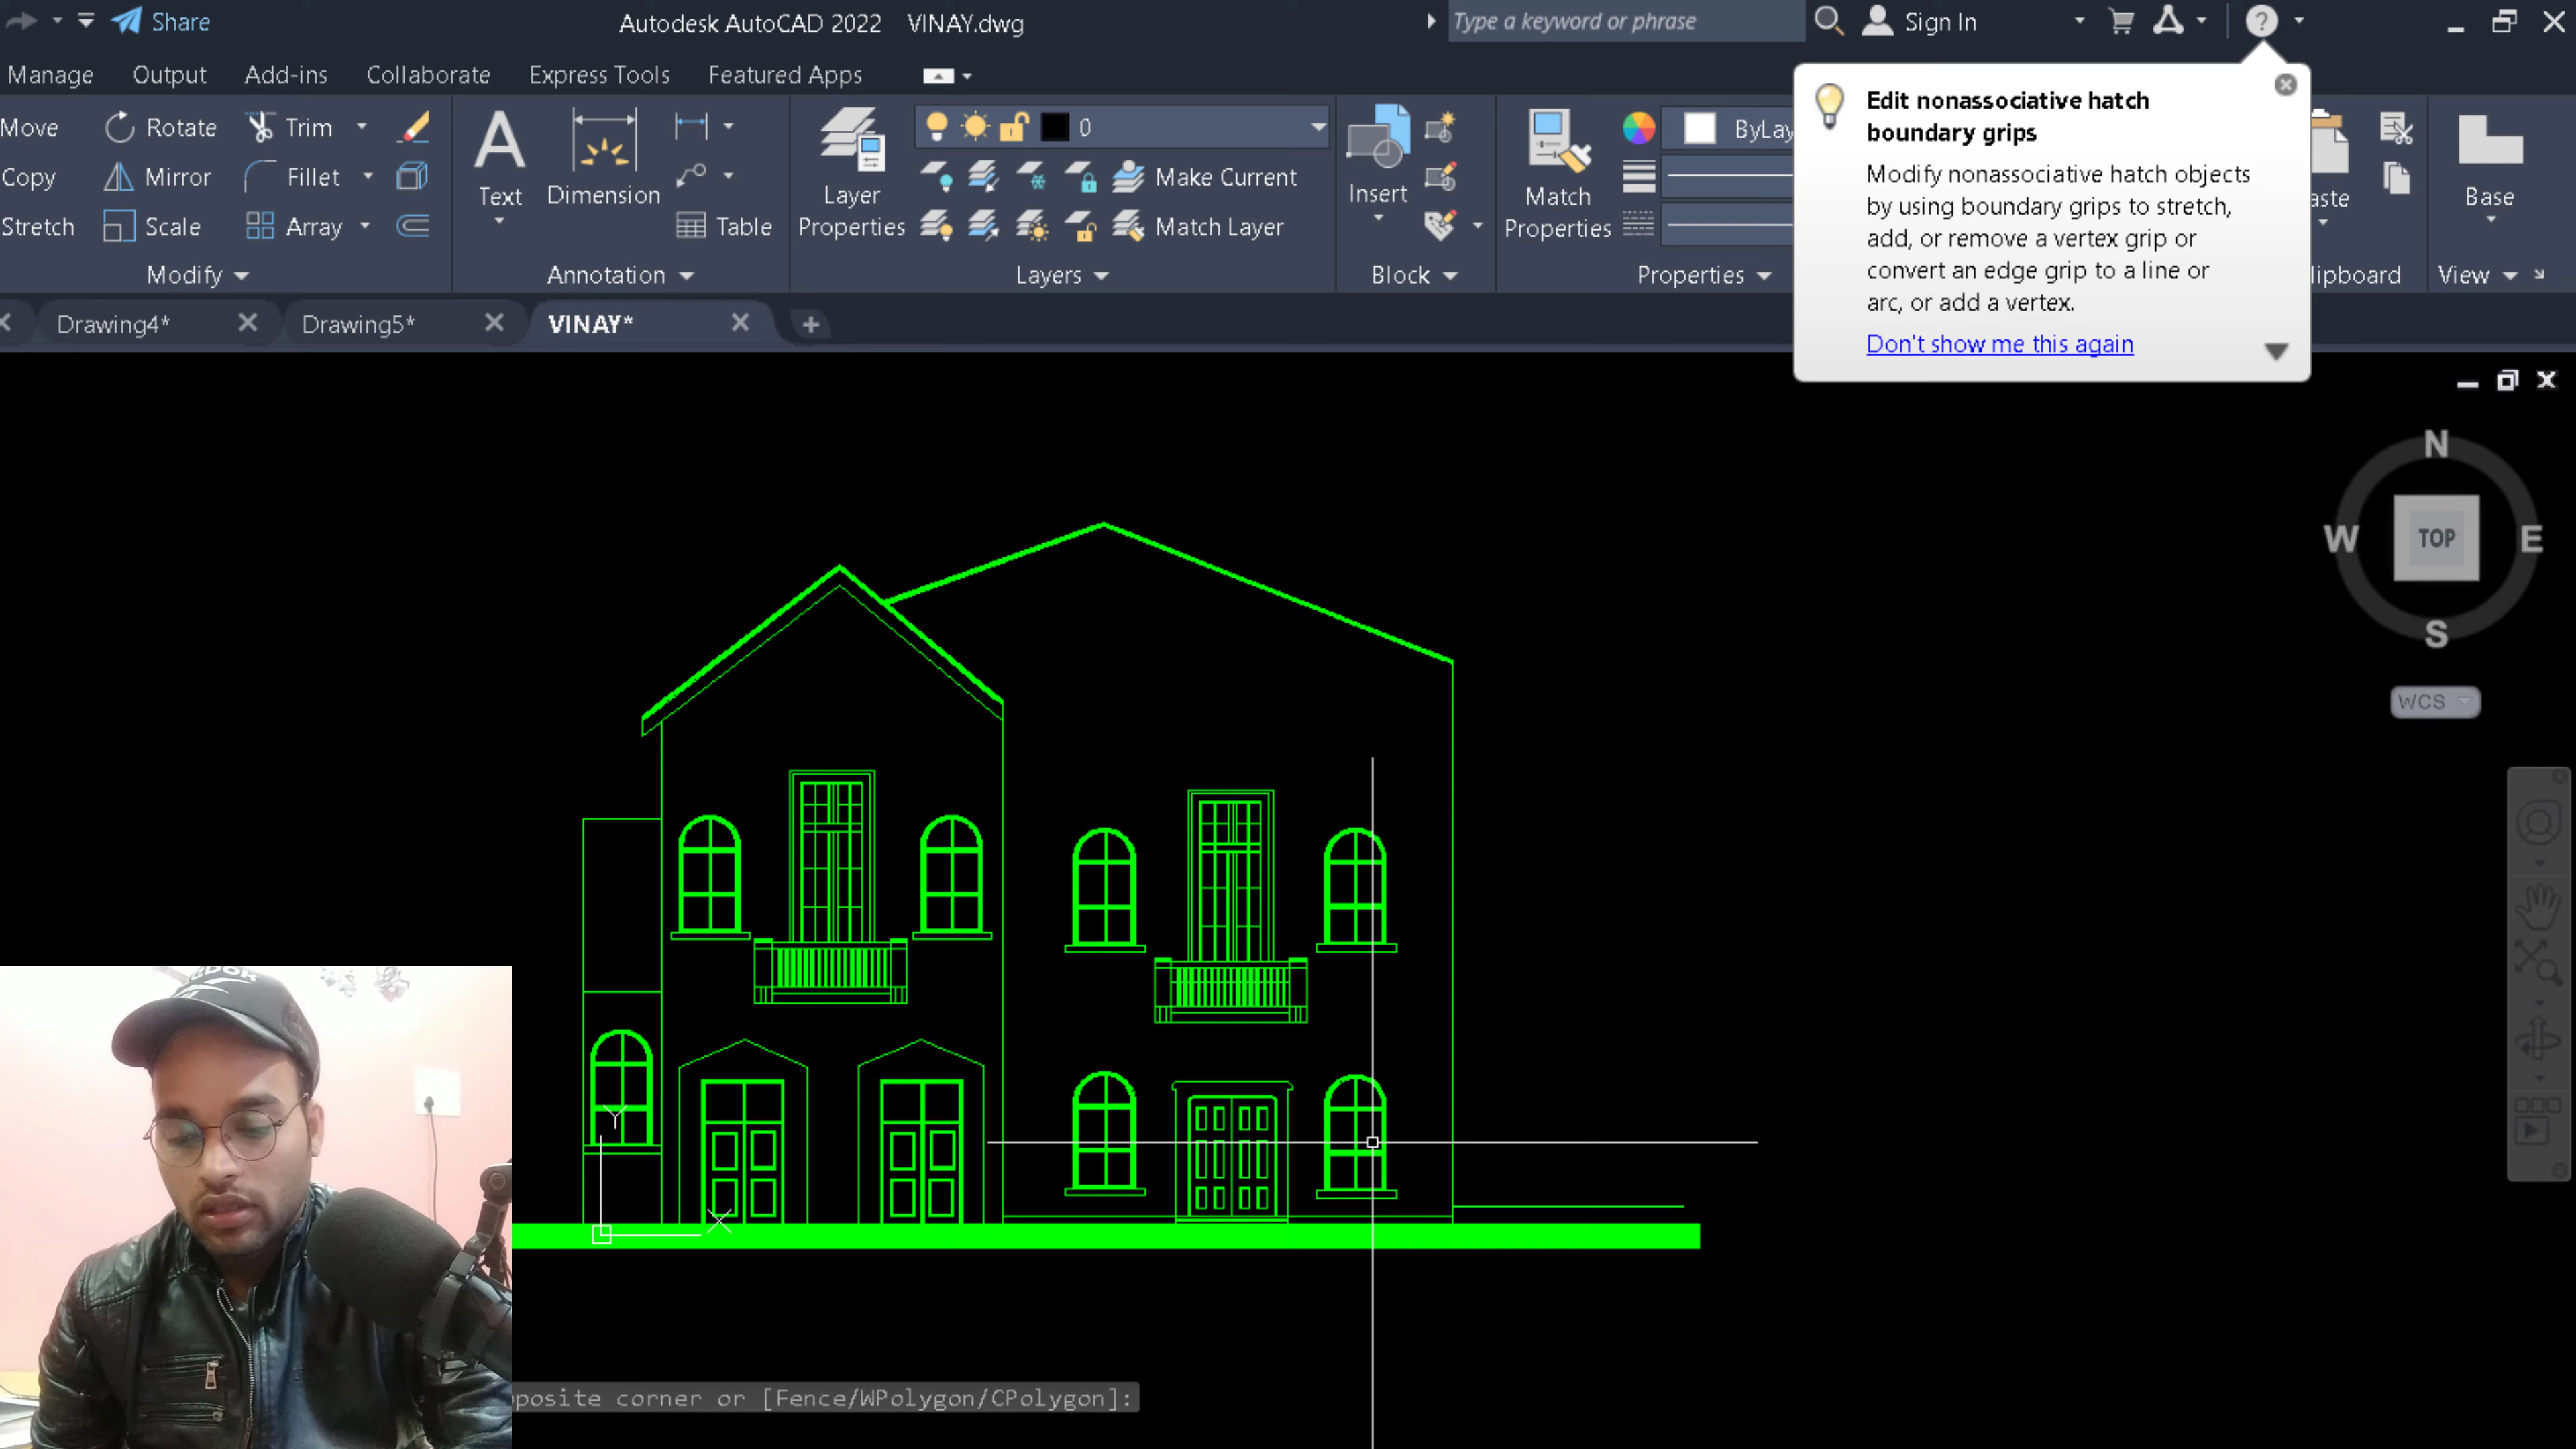 Share
Autodesk AutoCAD 2022 VINAY.dwg
Type a keyword or phrase
Sign In
Manage Output Add-ins Collaborate Express Tools Featured Apps
Move Rotate Trim
Copy Mirror Fillet
Stretch Scale Array
Modify
Text
Dimension
Table
Annotation
Layer Properties
0
Make Current
Match Layer
Layers
Insert
Block
Match Properties
ByLay
Properties
Edit nonassociative hatch
boundary grips
Modify nonassociative hatch objects
by using boundary grips to stretch,
add, or remove a vertex grip or
convert an edge grip to a line or
arc, or add a vertex.
Don't show me this again
aste
lipboard
Base
View
Drawing4* Drawing5* VINAY*
N
W TOP E
S
WCS
Y
X
posite corner or [Fence/WPolygon/CPolygon]: